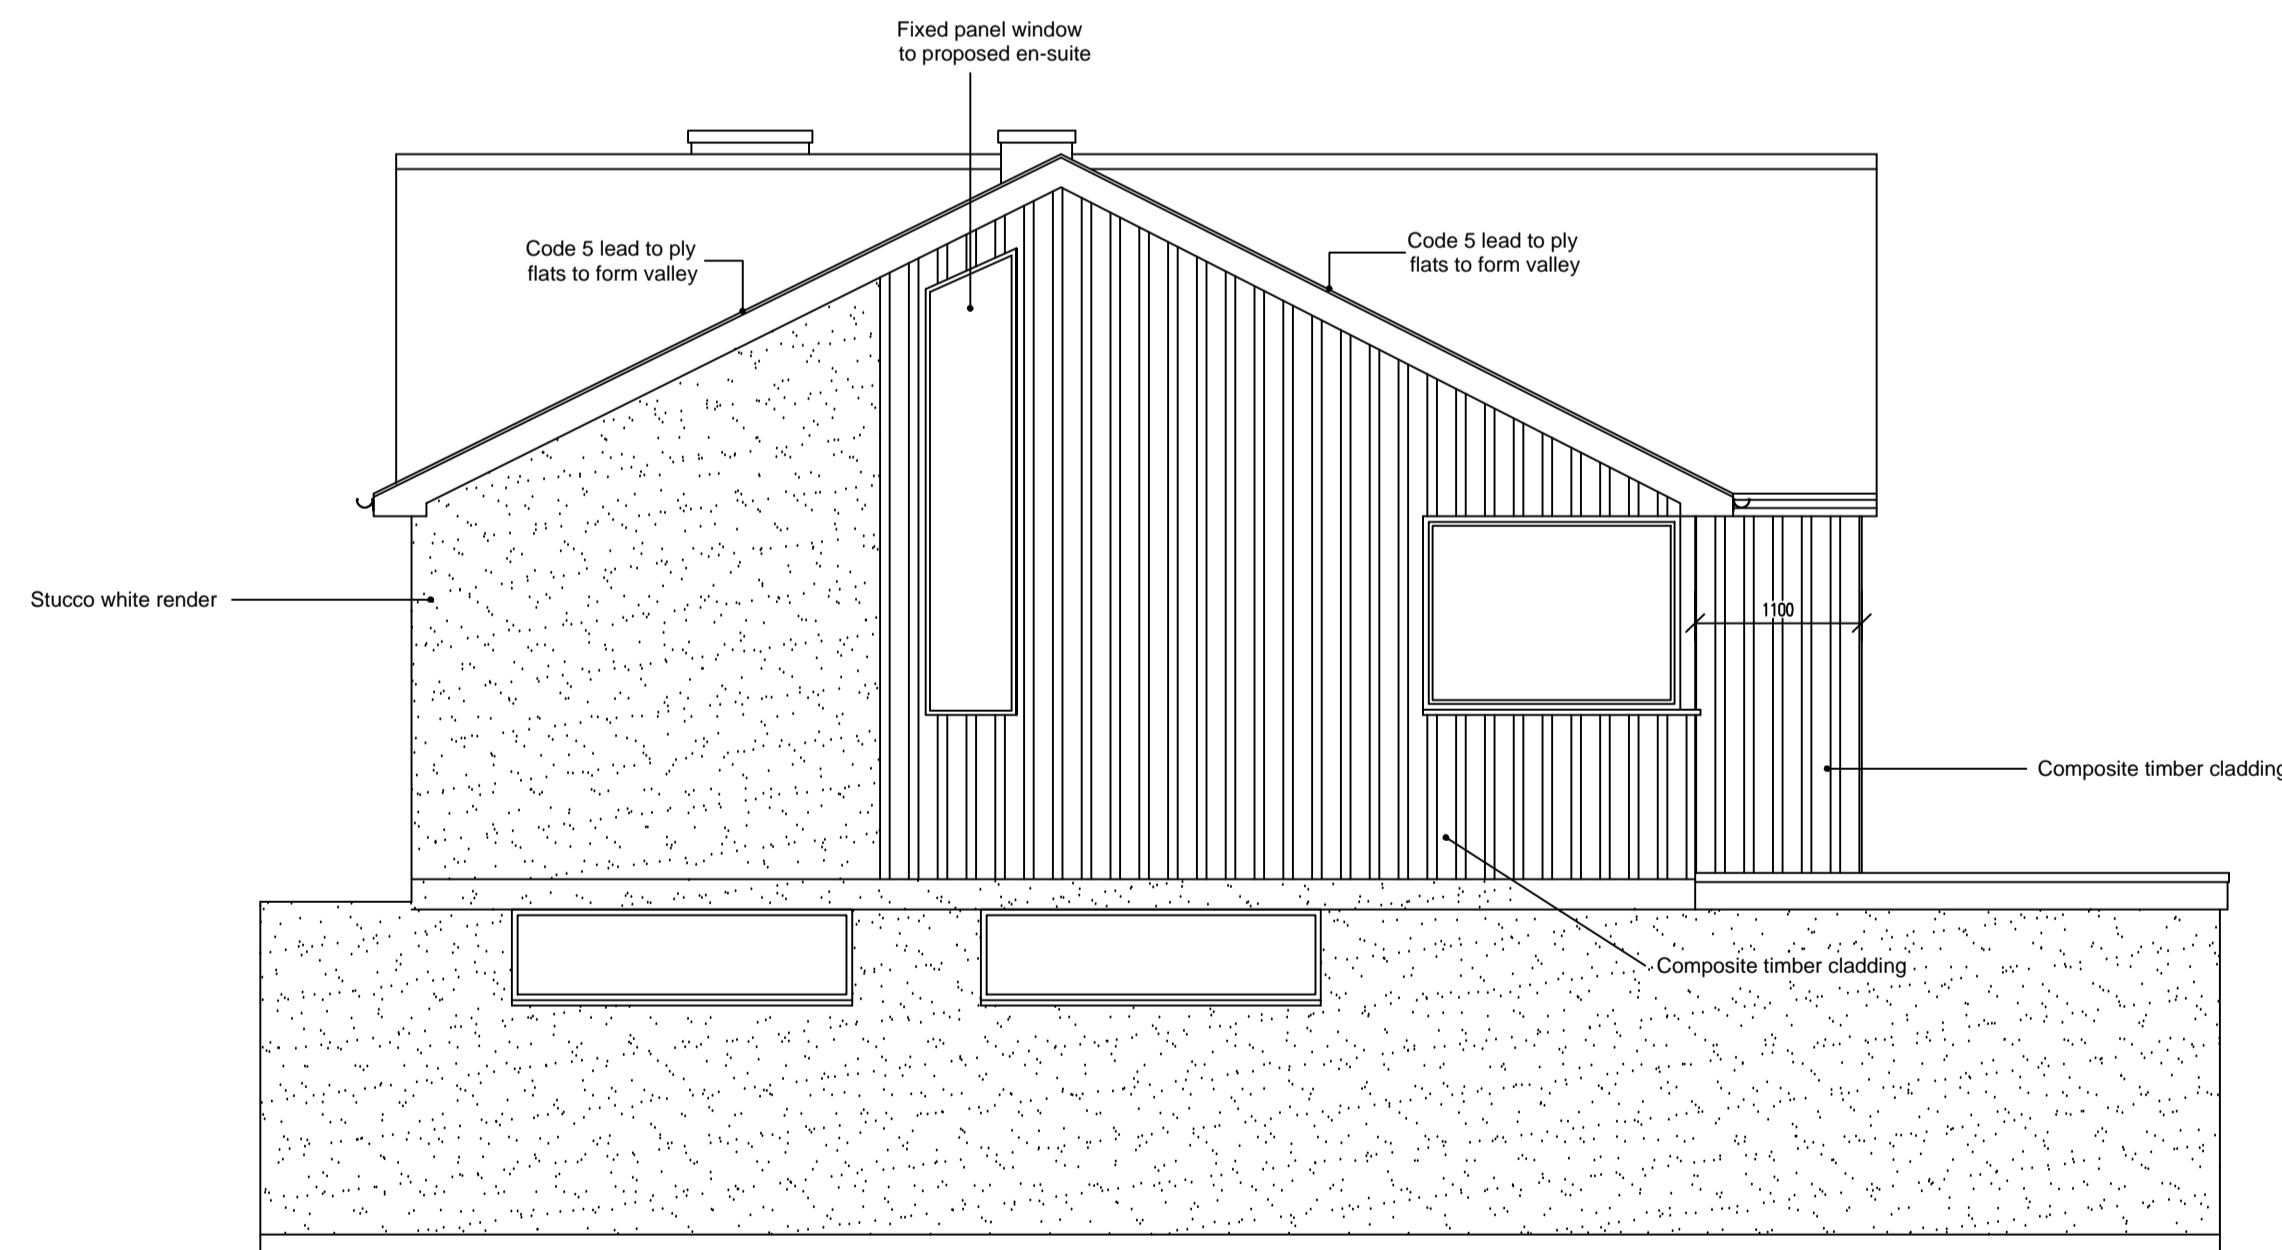 Fixed panel window
to proposed en-suite
Code 5 lead to ply
flats to form valley
Code 5 lead to ply
flats to form valley
Stucco white render
1100
Composite timber cladding
Composite timber cladding